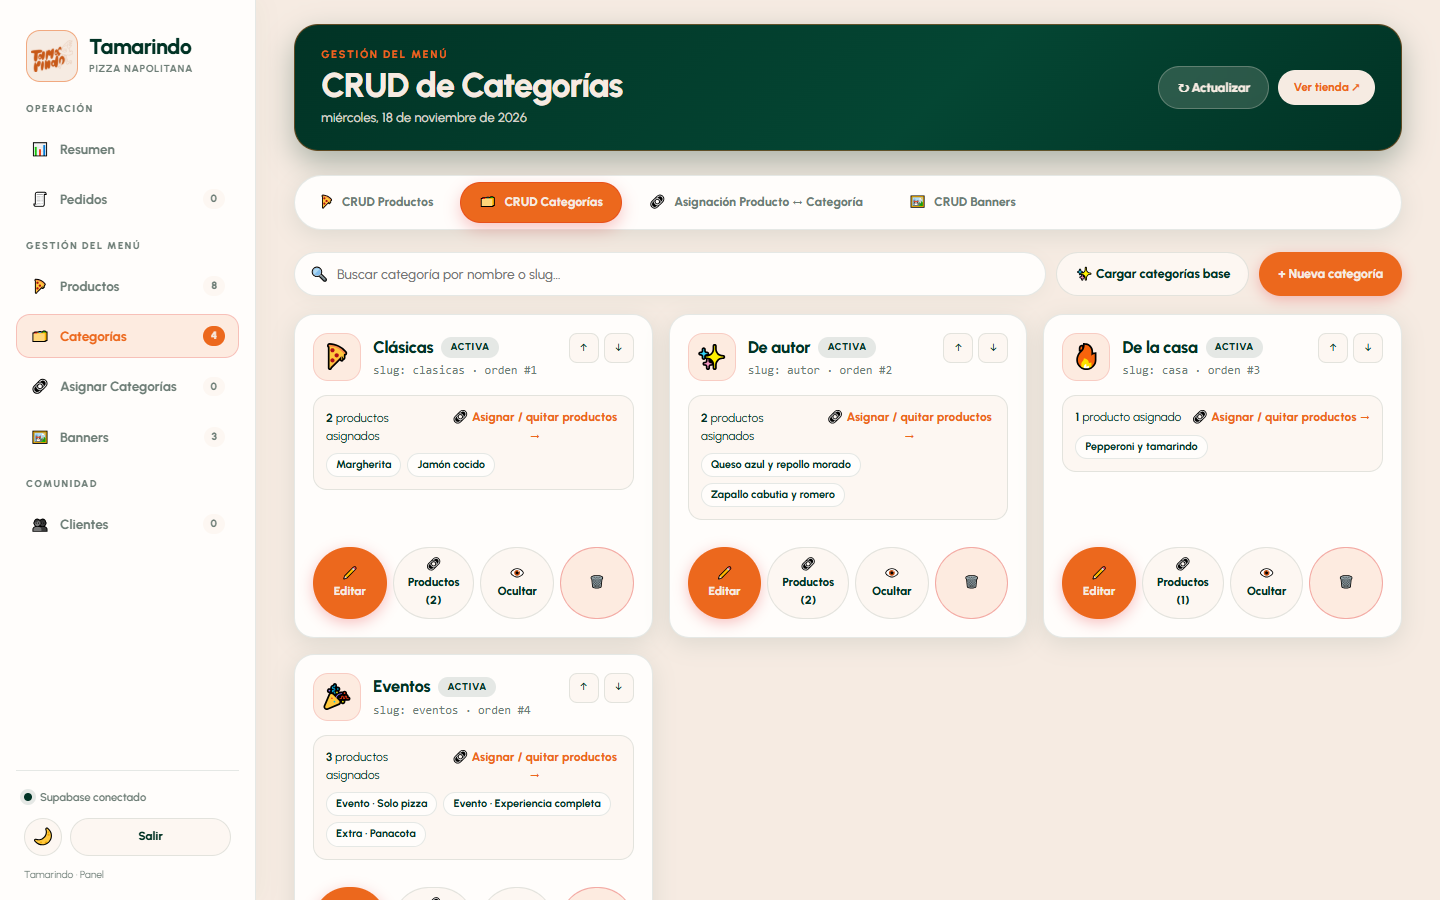 Tamarindo
PIZZA NAPOLITANA
OPERACIÓN
Resumen
Pedidos 0
GESTIÓN DEL MENÚ
Productos 8
Categorías 4
Asignar Categorías 0
Banners 3
COMUNIDAD
Clientes 0
Supabase conectado
Salir
Tamarindo · Panel
GESTIÓN DEL MENÚ
CRUD de Categorías
miércoles, 18 de noviembre de 2026
↻ Actualizar
Ver tienda ↗
CRUD Productos
CRUD Categorías
Asignación Producto ↔ Categoría
CRUD Banners
Buscar categoría por nombre o slug...
Cargar categorías base
+ Nueva categoría
Clásicas ACTIVA ↑ ↓
slug: clasicas · orden #1
2 productos asignados
Asignar / quitar productos →
Margherita
Jamón cocido
Editar
Productos (2)
Ocultar
De autor ACTIVA ↑ ↓
slug: autor · orden #2
2 productos asignados
Asignar / quitar productos →
Queso azul y repollo morado
Zapallo cabutia y romero
Editar
Productos (2)
Ocultar
De la casa ACTIVA ↑ ↓
slug: casa · orden #3
1 producto asignado
Asignar / quitar productos →
Pepperoni y tamarindo
Editar
Productos (1)
Ocultar
Eventos ACTIVA ↑ ↓
slug: eventos · orden #4
3 productos asignados
Asignar / quitar productos →
Evento · Solo pizza
Evento · Experiencia completa
Extra · Panacota